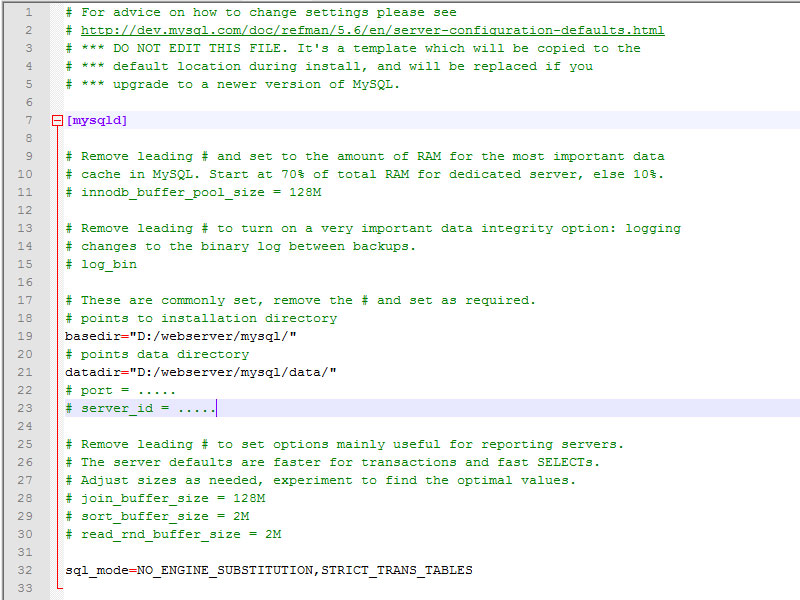 1 # For advice on how to change settings please see
2 # http://dev.mysql.com/doc/refman/5.6/en/server-configuration-defaults.html
3 # *** DO NOT EDIT THIS FILE. It's a template which will be copied to the
4 # *** default location during install, and will be replaced if you
5 # *** upgrade to a newer version of MySQL.
6
7 [mysqld]
8
9 # Remove leading # and set to the amount of RAM for the most important data
10 # cache in MySQL. Start at 70% of total RAM for dedicated server, else 10%.
11 # innodb_buffer_pool_size = 128M
12
13 # Remove leading # to turn on a very important data integrity option: logging
14 # changes to the binary log between backups.
15 # log_bin
16
17 # These are commonly set, remove the # and set as required.
18 # points to installation directory
19 basedir="D:/webserver/mysql/"
20 # points data directory
21 datadir="D:/webserver/mysql/data/"
22 # port = .....
23 # server_id = .....
24
25 # Remove leading # to set options mainly useful for reporting servers.
26 # The server defaults are faster for transactions and fast SELECTs.
27 # Adjust sizes as needed, experiment to find the optimal values.
28 # join_buffer_size = 128M
29 # sort_buffer_size = 2M
30 # read_rnd_buffer_size = 2M
31
32 sql_mode=NO_ENGINE_SUBSTITUTION,STRICT_TRANS_TABLES
33